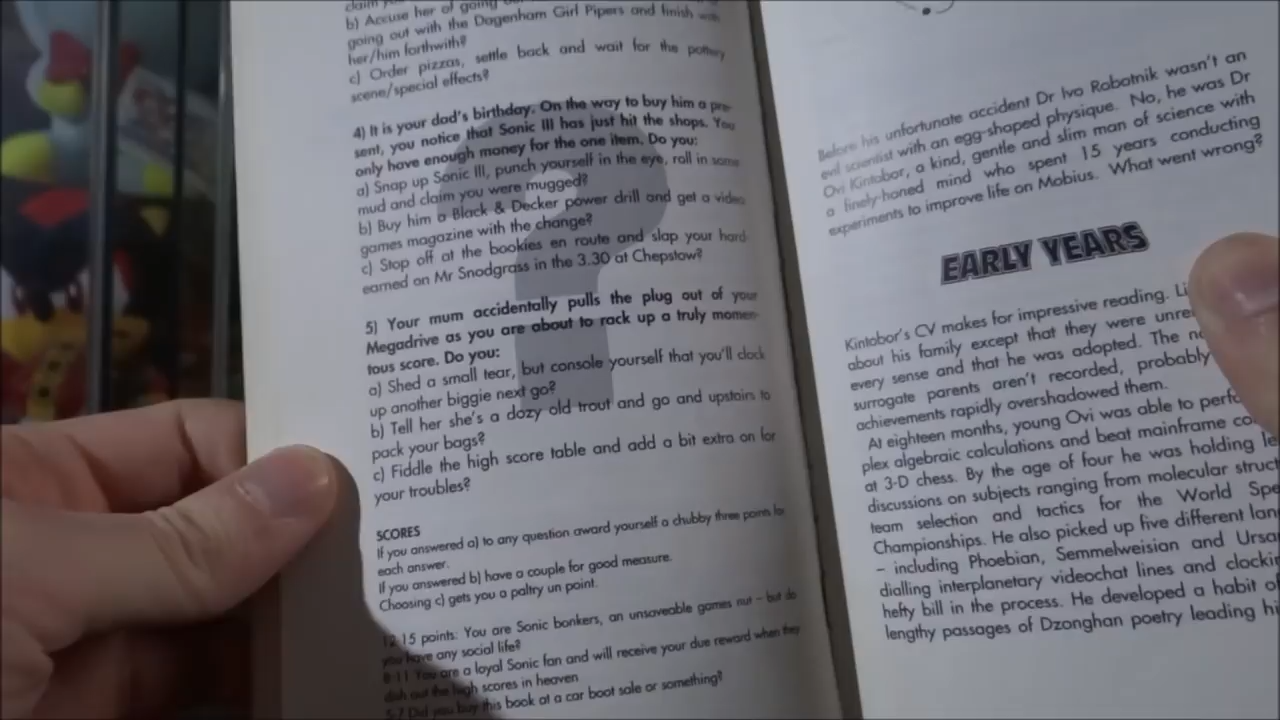 b) Accuse her of going
going out with the Dagenham Girl Pipers and finish with
her/him forthwith?
c) Order pizzas, settle back and wait for the pottery
scene/special effects?
4) It is your dad's birthday. On the way to buy him a pre-
sent, you notice that Sonic III has just hit the shops. You
only have enough money for the one item. Do you:
a) Snap up Sonic III, punch yourself in the eye, roll in some
mud and claim you were mugged?
b) Buy him a Black & Decker power drill and get a video
games magazine with the change?
c) Stop off at the bookies en route and slap your hard-
earned on Mr Snodgrass in the 3.30 at Chepstow?
5) Your mum accidentally pulls the plug out of your
Megadrive as you are about to rack up a truly momen-
tous score. Do you:
a) Shed a small tear, but console yourself that you'll clock
up another biggie next go?
b) Tell her she's a dozy old trout and go and upstairs to
pack your bags?
c) Fiddle the high score table and add a bit extra on for
your troubles?
SCORES
If you answered a) to any question award yourself a chubby three points for
each answer.
If you answered b) have a couple for good measure.
Choosing c) gets you a paltry un point.
12-15 points: You are Sonic bonkers, an unsaveable games nut – but do
you have any social life?
8-11 You are a loyal Sonic fan and will receive your due reward when they
dish out the high scores in heaven
5-7 Did you buy this book at a car boot sale or something?
Before his unfortunate accident Dr Ivo Robotnik wasn't an
evil scientist with an egg-shaped physique. No, he was Dr
Ovi Kintobor, a kind, gentle and slim man of science with
a finely-honed mind who spent 15 years conducting
experiments to improve life on Mobius. What went wrong?
EARLY YEARS
Kintobor's CV makes for impressive reading.
about his family except that they were
every sense and that he was adopted. The
surrogate parents aren't recorded, probably
achievements rapidly overshadowed them.
At eighteen months, young Ovi was able to
plex algebraic calculations and beat mainframe
at 3-D chess. By the age of four he was holding
discussions on subjects ranging from molecular
team selection and tactics for the World
Championships. He also picked up five different
– including Phoebian, Semmelweisian and
dialling interplanetary videochat lines and
hefty bill in the process. He developed a habit
lengthy passages of Dzonghan poetry leading